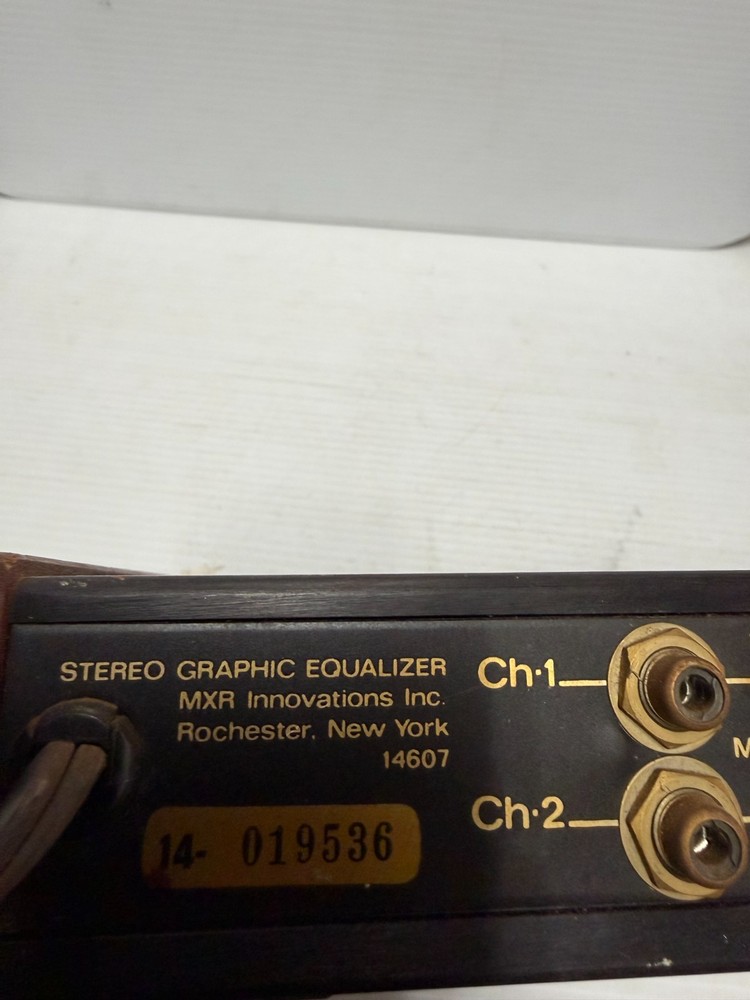 STEREO GRAPHIC EQUALIZER
MXR Innovations Inc.
Rochester, New York
14607
14- 019536
Ch·1
Ch·2
M